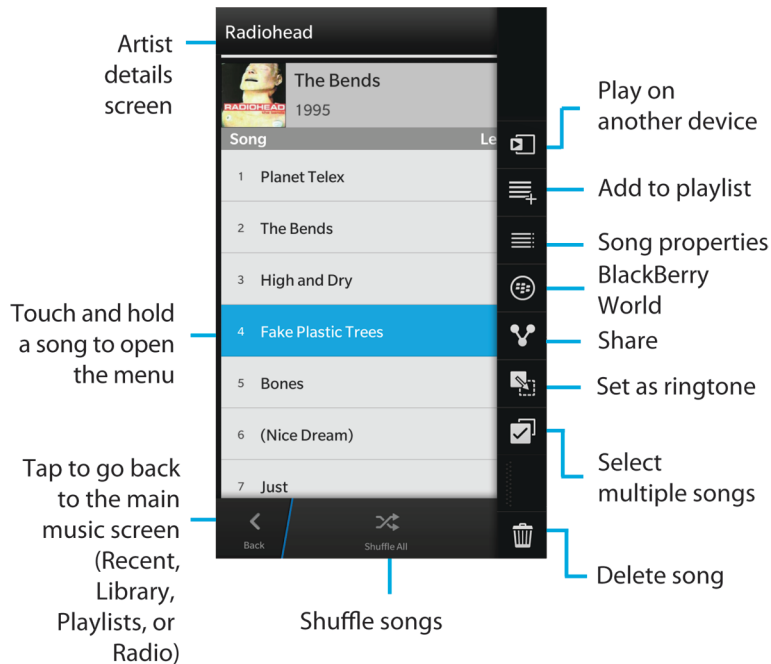 Artist
details
screen
Radiohead
RADIOHEAD
The Bends
1995
Song Le
1 Planet Telex
2 The Bends
3 High and Dry
4 Fake Plastic Trees
5 Bones
6 (Nice Dream)
7 Just
Back
Shuffle All
Touch and hold
a song to open
the menu
Tap to go back
to the main
music screen
(Recent,
Library,
Playlists, or
Radio)
Shuffle songs
Play on
another device
Add to playlist
Song properties
BlackBerry
World
Share
Set as ringtone
Select
multiple songs
Delete song